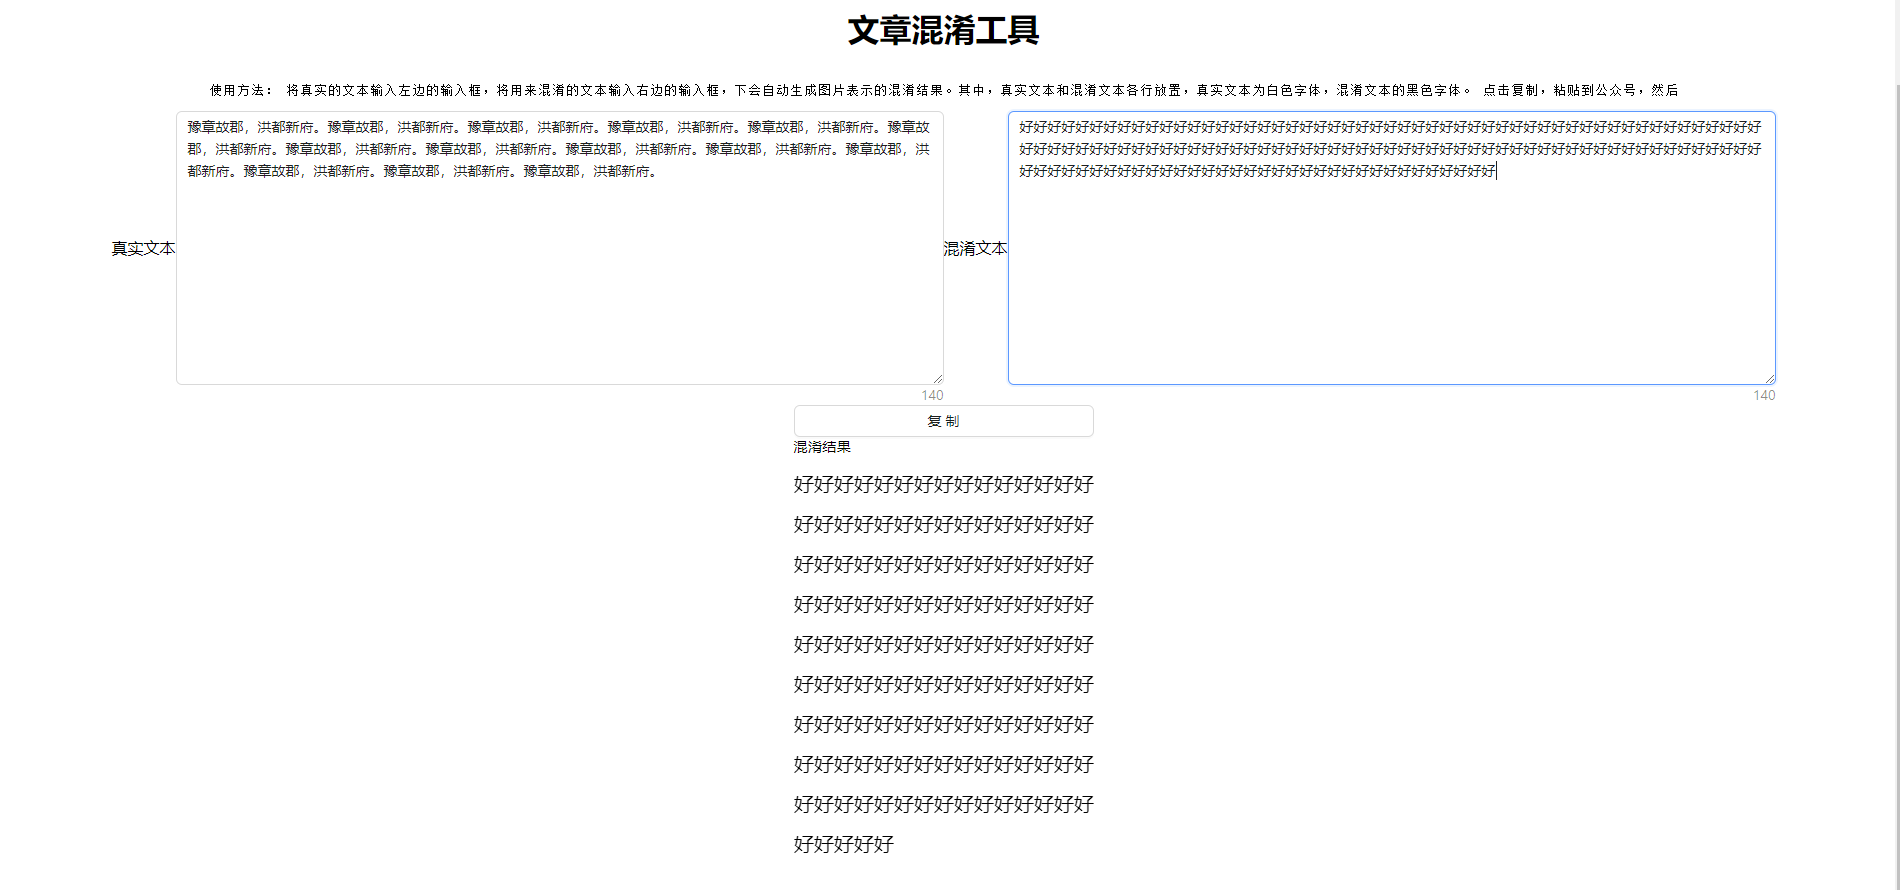 文章混淆工具
使用方法： 将真实的文本输入左边的输入框，将用来混淆的文本输入右边的输入框，下会自动生成图片表示的混淆结果。其中，真实文本和混淆文本各行放置，真实文本为白色字体，混淆文本的黑色字体。 点击复制，粘贴到公众号，然后
真实文本
豫章故郡，洪都新府。豫章故郡，洪都新府。豫章故郡，洪都新府。豫章故郡，洪都新府。豫章故郡，洪都新府。豫章故
郡，洪都新府。豫章故郡，洪都新府。豫章故郡，洪都新府。豫章故郡，洪都新府。豫章故郡，洪都新府。豫章故郡，洪
都新府。豫章故郡，洪都新府。豫章故郡，洪都新府。豫章故郡，洪都新府。
140
混淆文本
好好好好好好好好好好好好好好好好好好好好好好好好好好好好好好好好好好好好好好好好好好好好好好好好好好好好好
好好好好好好好好好好好好好好好好好好好好好好好好好好好好好好好好好好好好好好好好好好好好好好好好好好好好好
好好好好好好好好好好好好好好好好好好好好好好好好好好好好好好好好好好
140
复 制
混淆结果
好好好好好好好好好好好好好好好
好好好好好好好好好好好好好好好
好好好好好好好好好好好好好好好
好好好好好好好好好好好好好好好
好好好好好好好好好好好好好好好
好好好好好好好好好好好好好好好
好好好好好好好好好好好好好好好
好好好好好好好好好好好好好好好
好好好好好好好好好好好好好好好
好好好好好